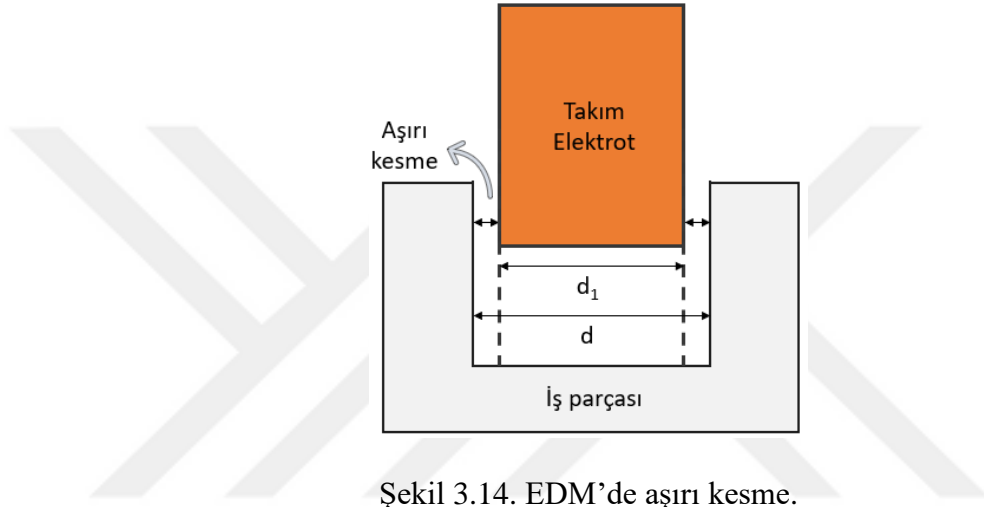 Takım
Elektrot
Aşırı
kesme
d₁
d
İş parçası
Şekil 3.14. EDM’de aşırı kesme.